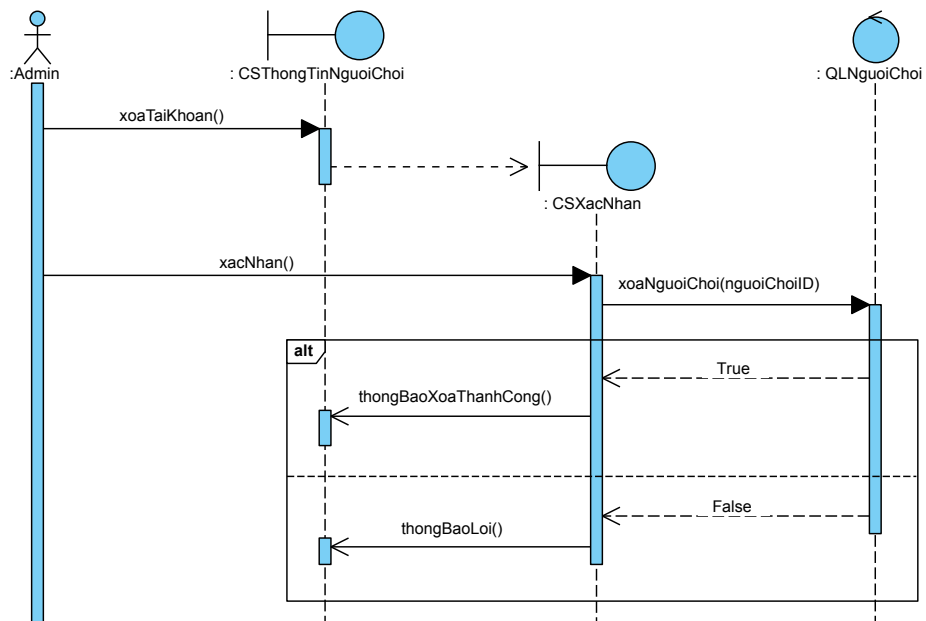 :Admin
: CSThongTinNguoiChoi
: QLNguoiChoi
xoaTaiKhoan()
: CSXacNhan
xacNhan()
xoaNguoiChoi(nguoiChoiID)
alt
True
thongBaoXoaThanhCong()
False
thongBaoLoi()